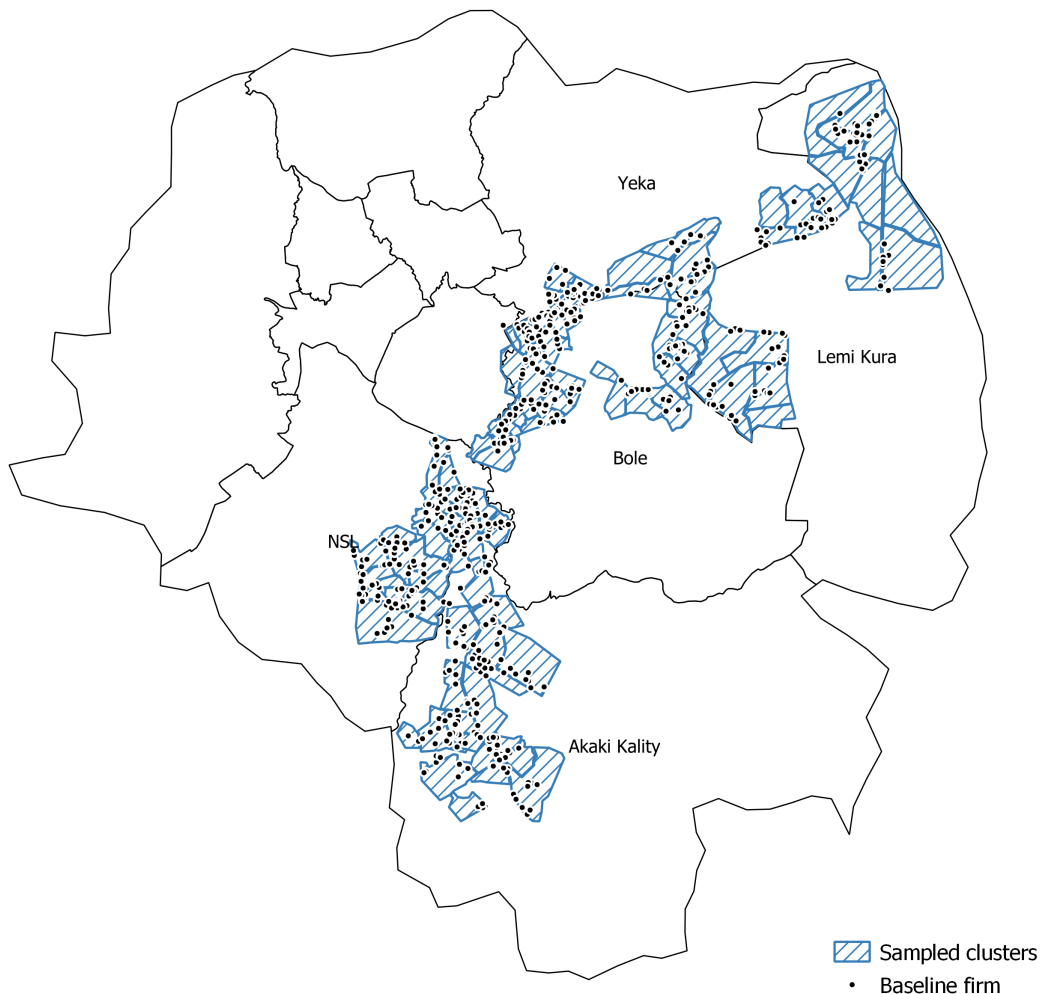 Yeka
Lemi Kura
Bole
NSL
Akaki Kality
Sampled clusters
Baseline firm